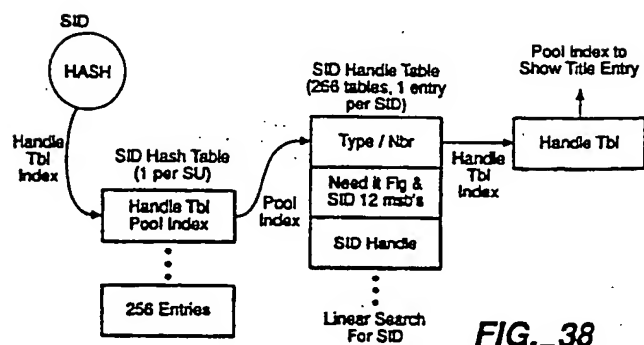 SID
HASH
Handle
Tbl
Index
SID Hash Table
(1 per SU)
Handle Tbl
Pool Index
256 Entries
Pool Index
SID Handle Table
(256 tables, 1 entry
per SID)
Type / Nbr
Need it Flg &
SID 12 msb's
SID Handle
Linear Search
For SID
Handle
Tbl
Index
Pool Index to
Show Title Entry
Handle Tbl
FIG._38